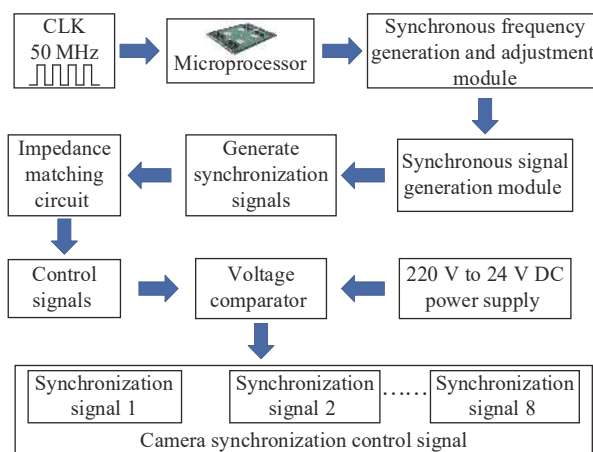 CLK
50 MHz
Microprocessor
Synchronous frequency
generation and adjustment
module
Impedance
matching
circuit
Generate
synchronization
signals
Synchronous signal
generation module
Control
signals
Voltage
comparator
220 V to 24 V DC
power supply
Synchronization
signal 1
Synchronization
signal 2
……
Synchronization
signal 8
Camera synchronization control signal